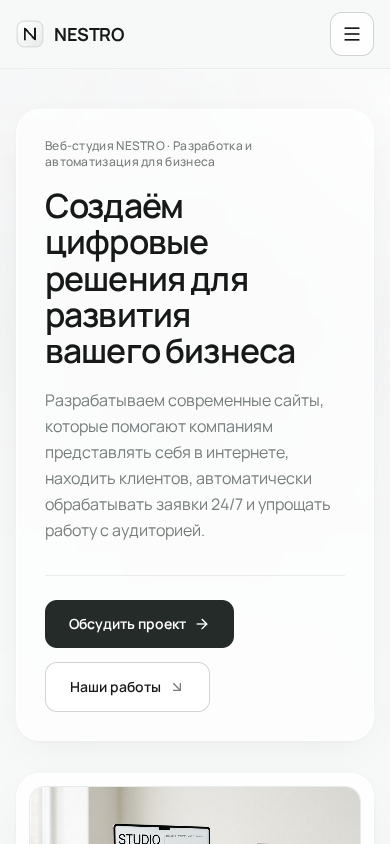 N NESTRO
Веб-студия NESTRO · Разработка и
автоматизация для бизнеса
Создаём
цифровые
решения для
развития
вашего бизнеса
Разрабатываем современные сайты,
которые помогают компаниям
представлять себя в интернете,
находить клиентов, автоматически
обрабатывать заявки 24/7 и упрощать
работу с аудиторией.
Обсудить проект →
Наши работы ↘
STUDIO